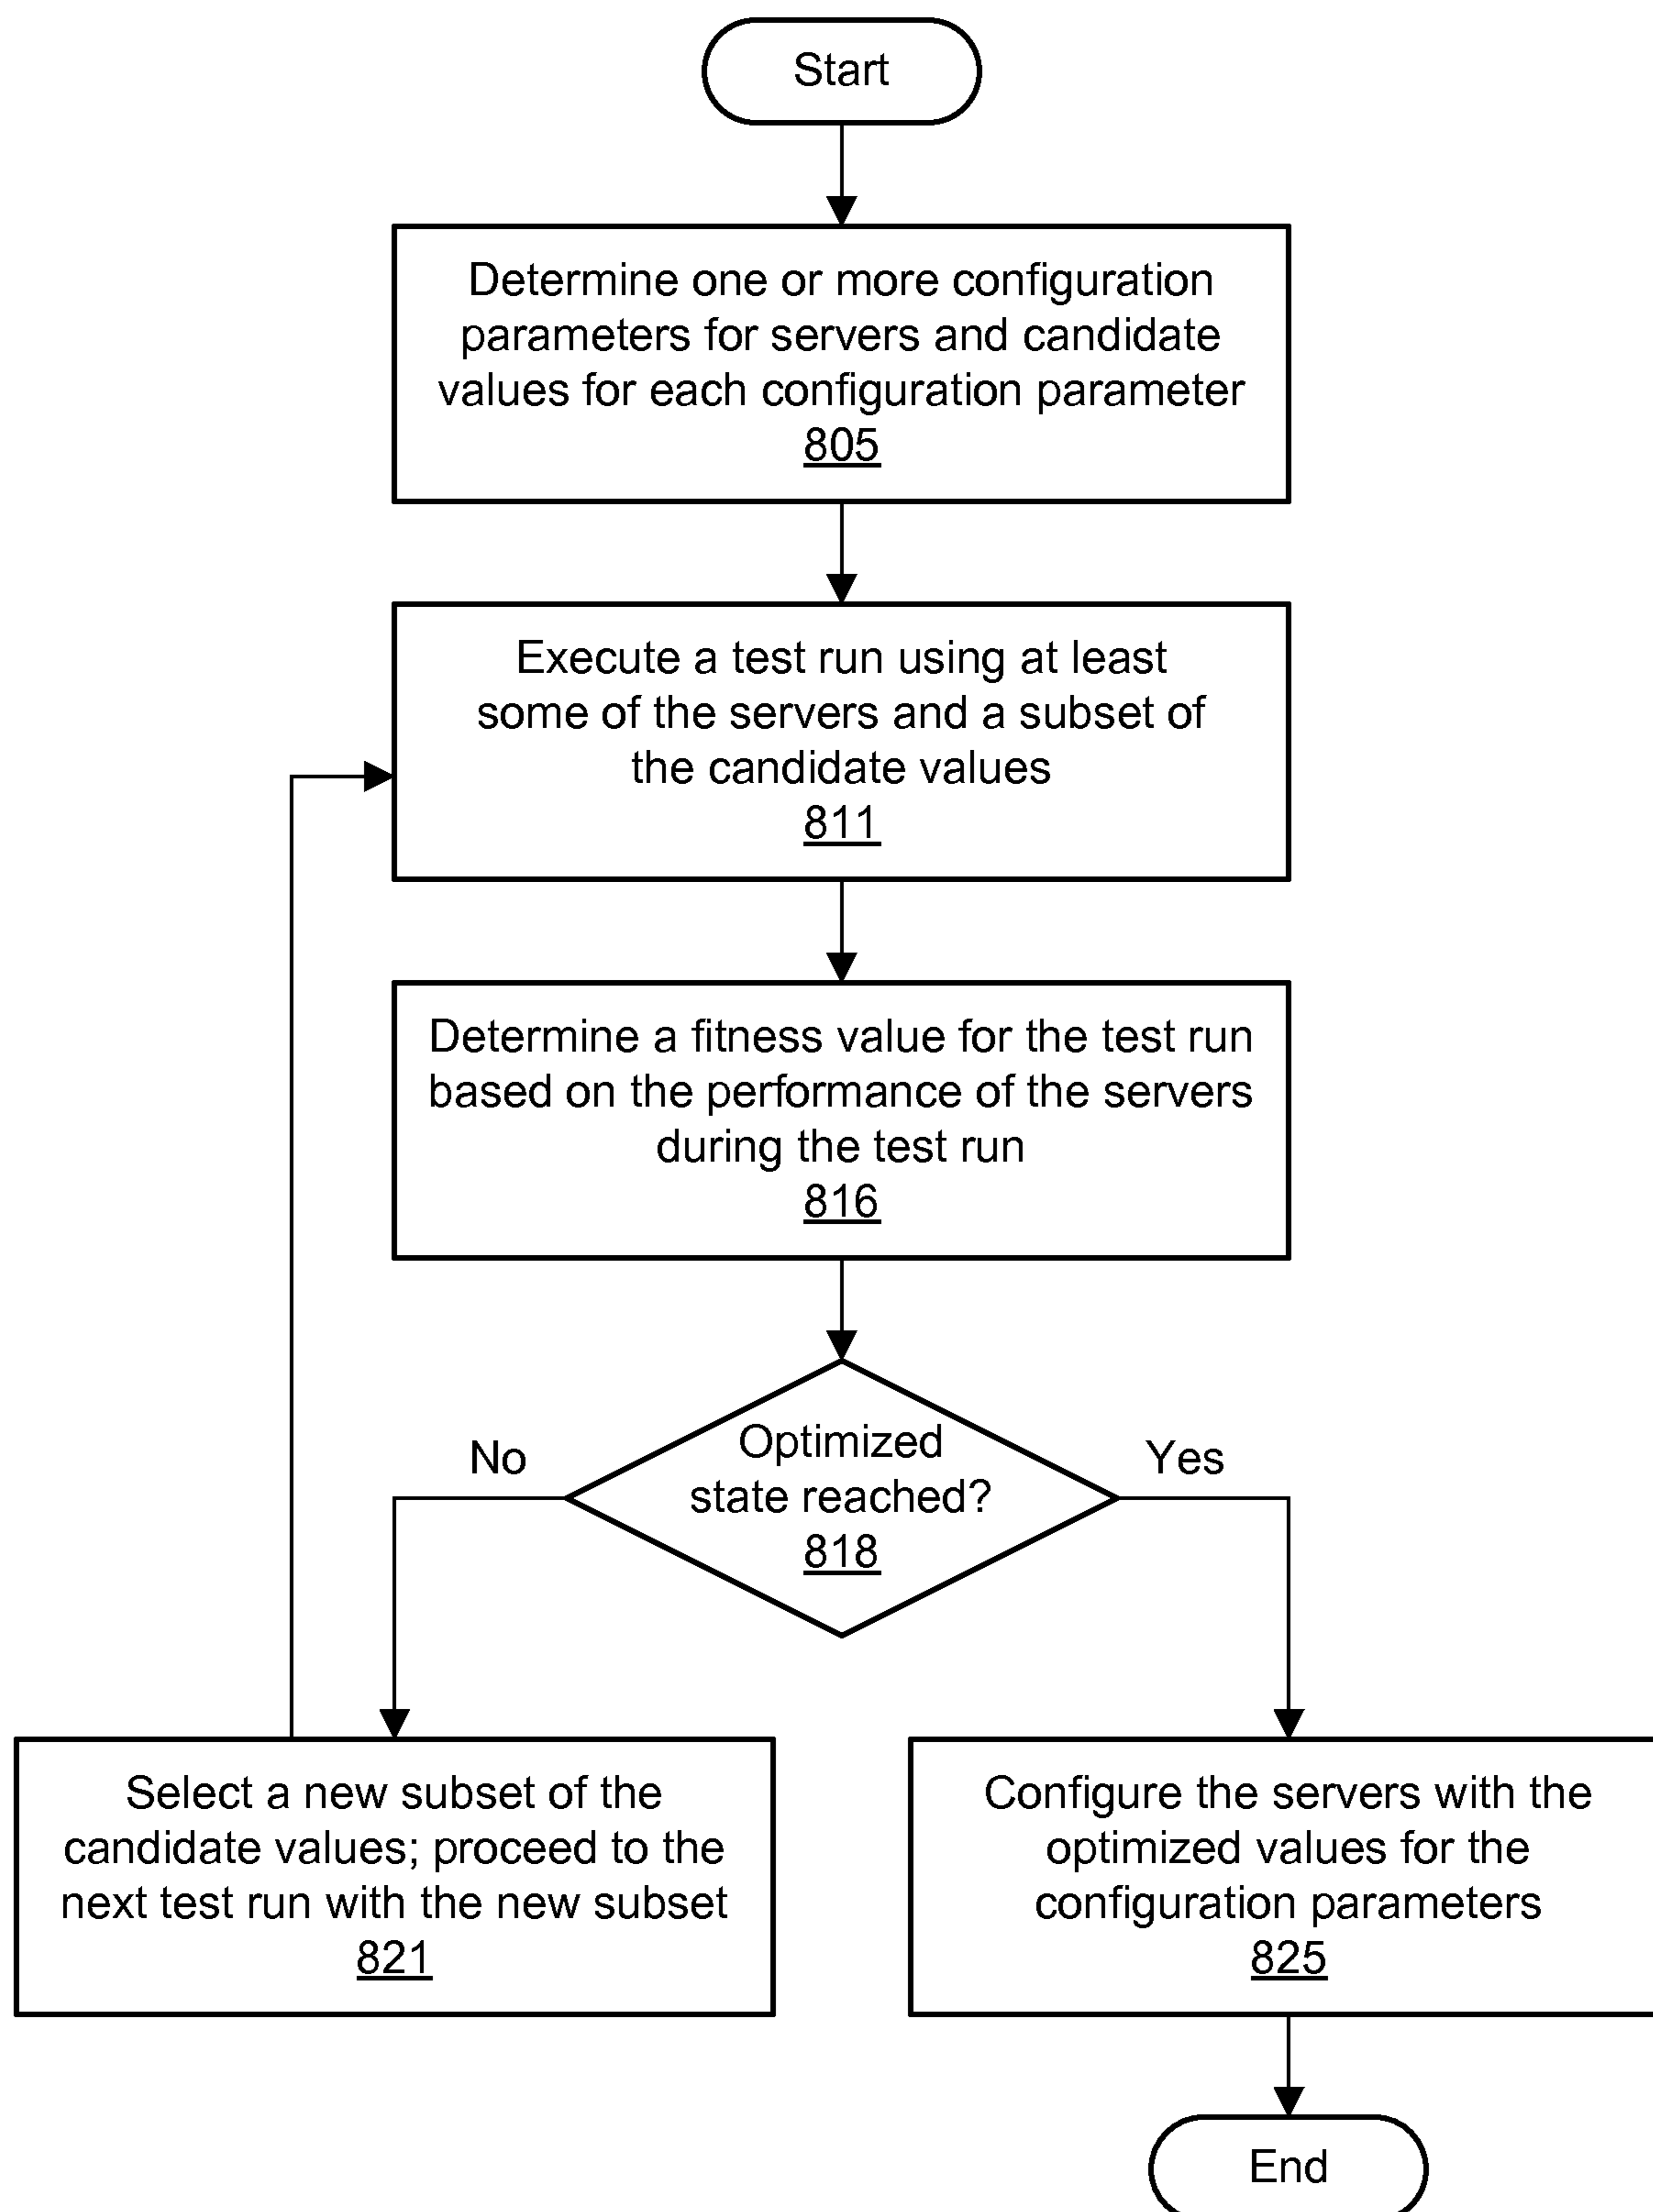 Start
Determine one or more configuration
parameters for servers and candidate
values for each configuration parameter
805
Execute a test run using at least
some of the servers and a subset of
the candidate values
811
Determine a fitness value for the test run
based on the performance of the servers
during the test run
816
Optimized
state reached?
818
No
Yes
Select a new subset of the
candidate values; proceed to the
next test run with the new subset
821
Configure the servers with the
optimized values for the
configuration parameters
825
End